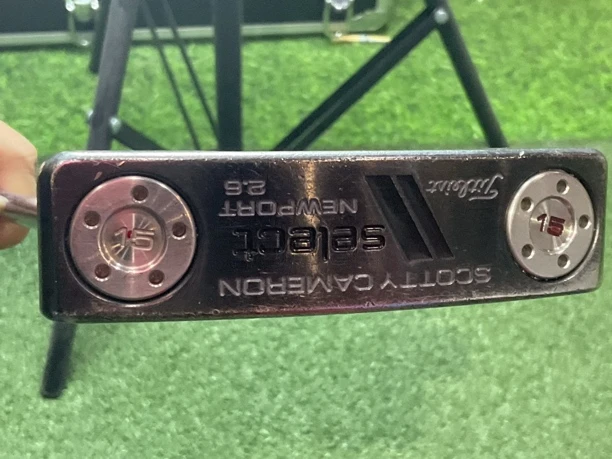 SCOTTY CAMERON
Titleist
select
NEWPORT
2.6
15
15